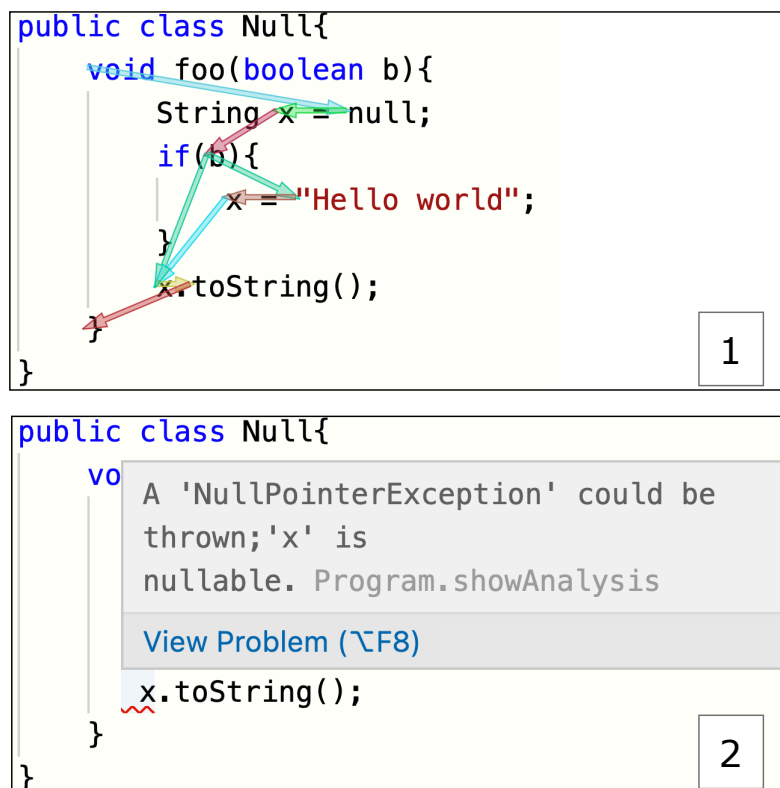 public class Null{
void foo(boolean b){
String x = null;
if(b){
x = "Hello world";
}
x.toString();
}
}
1
public class Null{
vo
A 'NullPointerException' could be
thrown;'x' is
nullable. Program.showAnalysis
View Problem (⌥F8)
x.toString();
}
}
2